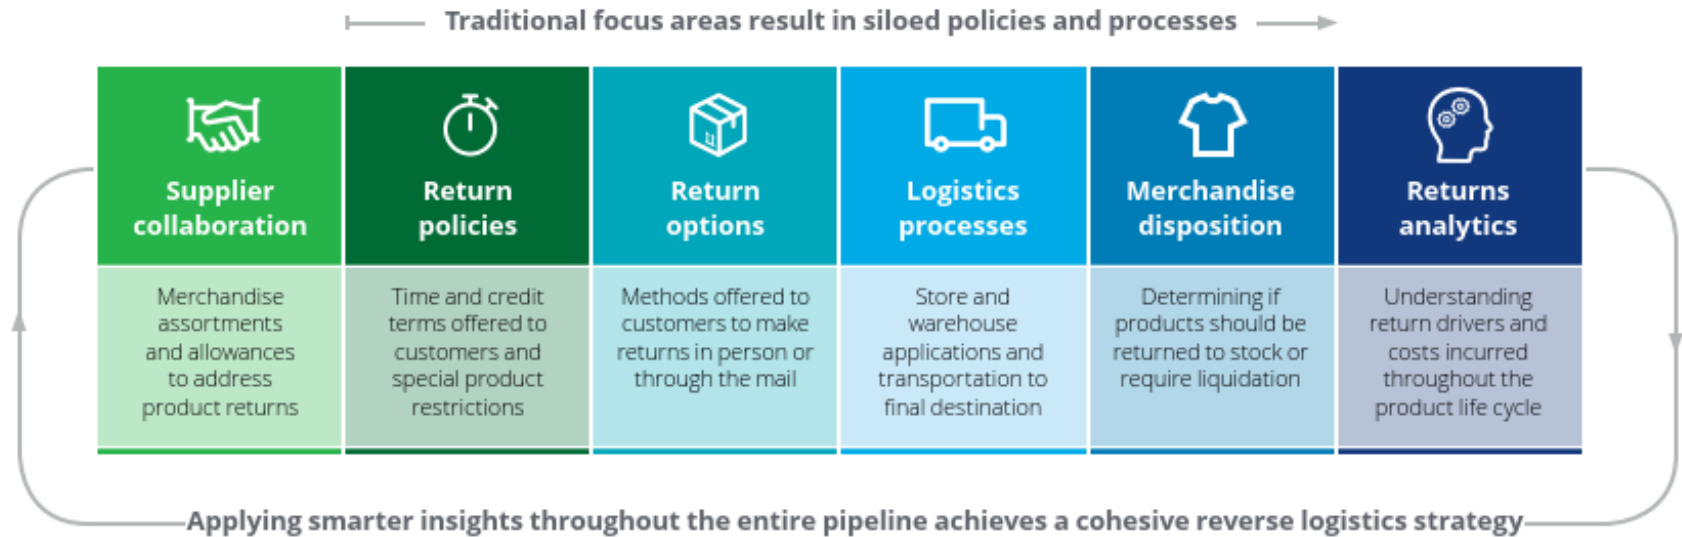 Traditional focus areas result in siloed policies and processes
Supplier
collaboration
Merchandise
assortments
and allowances
to address
product returns
Return
policies
Time and credit
terms offered to
customers and
special product
restrictions
Return
options
Methods offered to
customers to make
returns in person or
through the mail
Logistics
processes
Store and
warehouse
applications and
transportation to
final destination
Merchandise
disposition
Determining if
products should be
returned to stock or
require liquidation
Returns
analytics
Understanding
return drivers and
costs incurred
throughout the
product life cycle
Applying smarter insights throughout the entire pipeline achieves a cohesive reverse logistics strategy